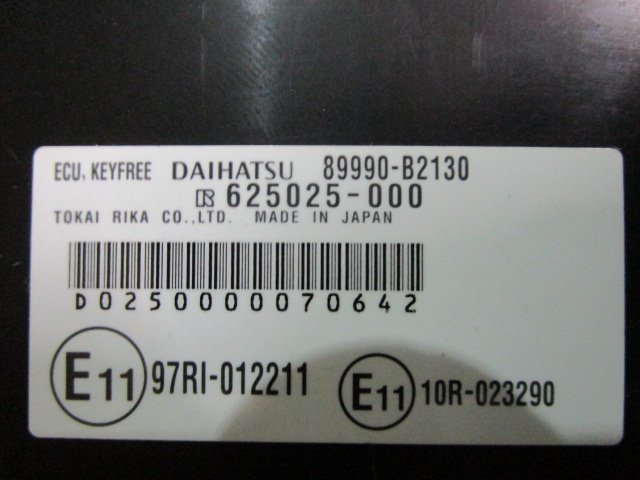 ECU, KEYFREE DAIHATSU 89990-B2130
625025-000
TOKAI RIKA CO.,LTD. MADE IN JAPAN
D0250000070642
E11 97RI-012211 E11 10R-023290